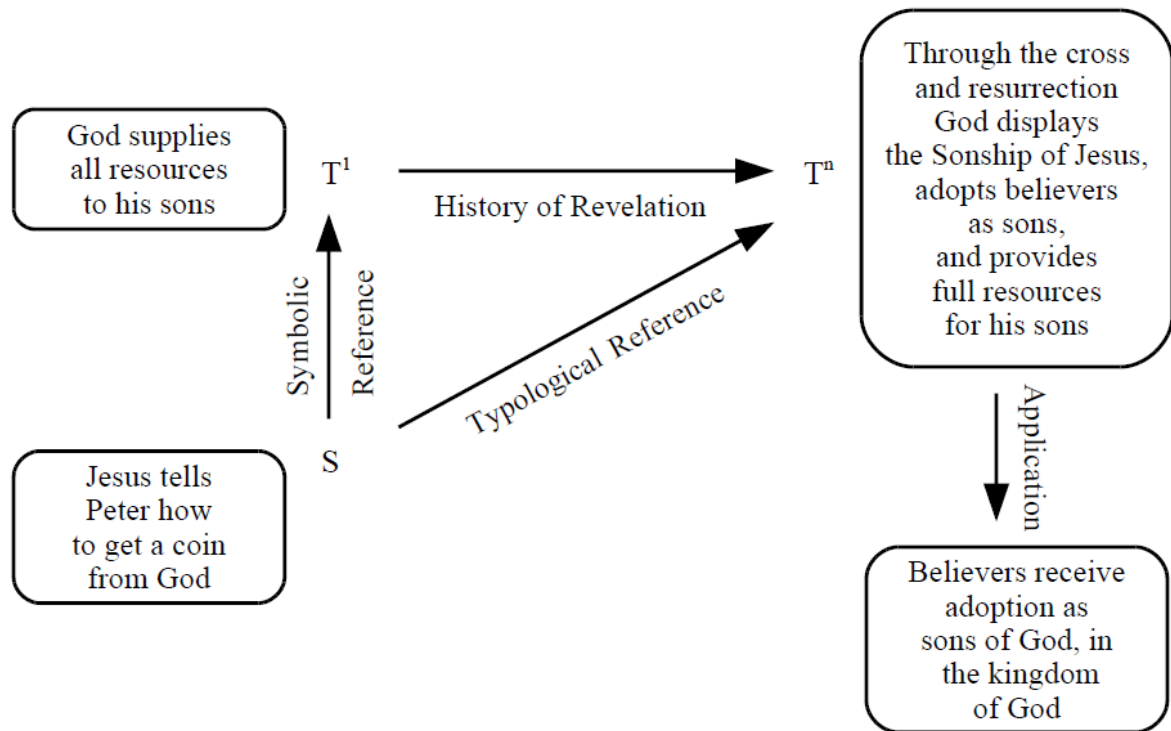 God supplies
all resources
to his sons
T¹
History of Revelation
Tⁿ
Through the cross
and resurrection
God displays
the Sonship of Jesus,
adopts believers
as sons,
and provides
full resources
for his sons
Symbolic
Reference
Typological Reference
S
Jesus tells
Peter how
to get a coin
from God
Application
Believers receive
adoption as
sons of God, in
the kingdom
of God